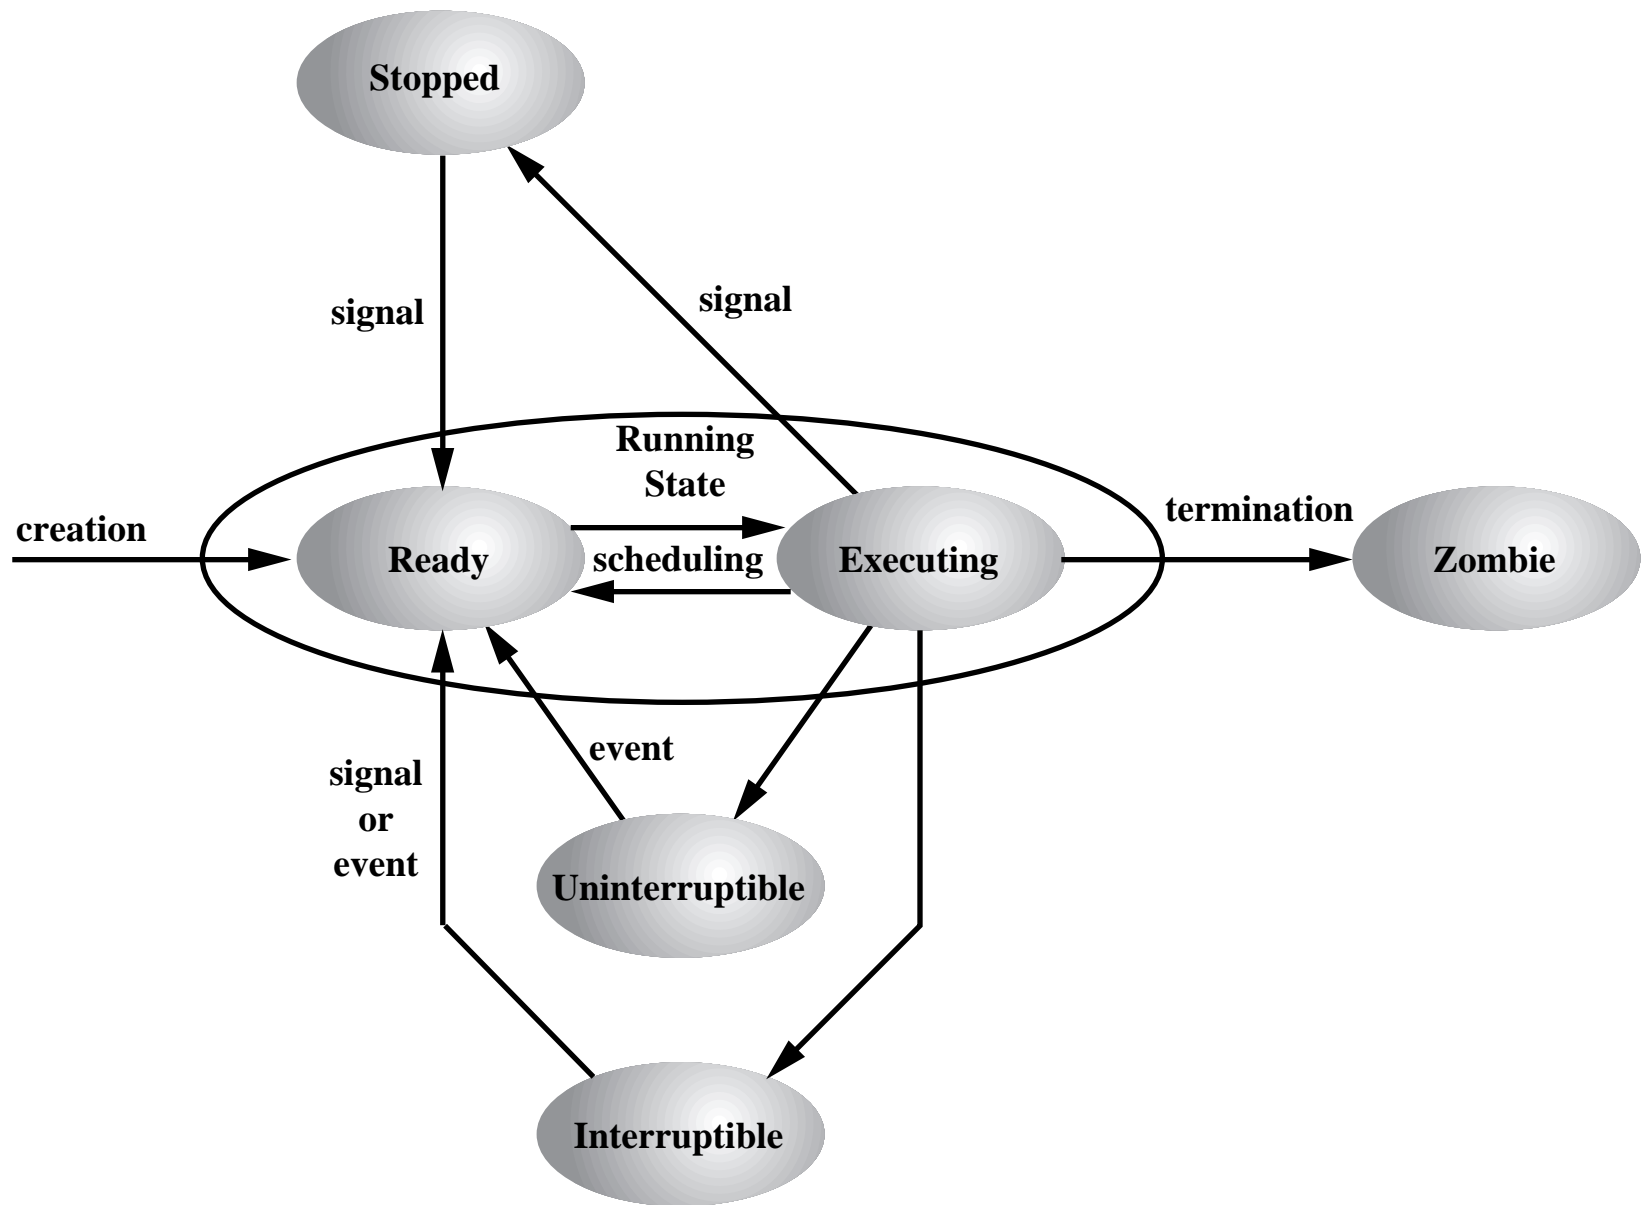 Stopped
signal
signal
Running
State
creation
termination
Ready
scheduling
Executing
Zombie
event
signal
or
event
Uninterruptible
Interruptible